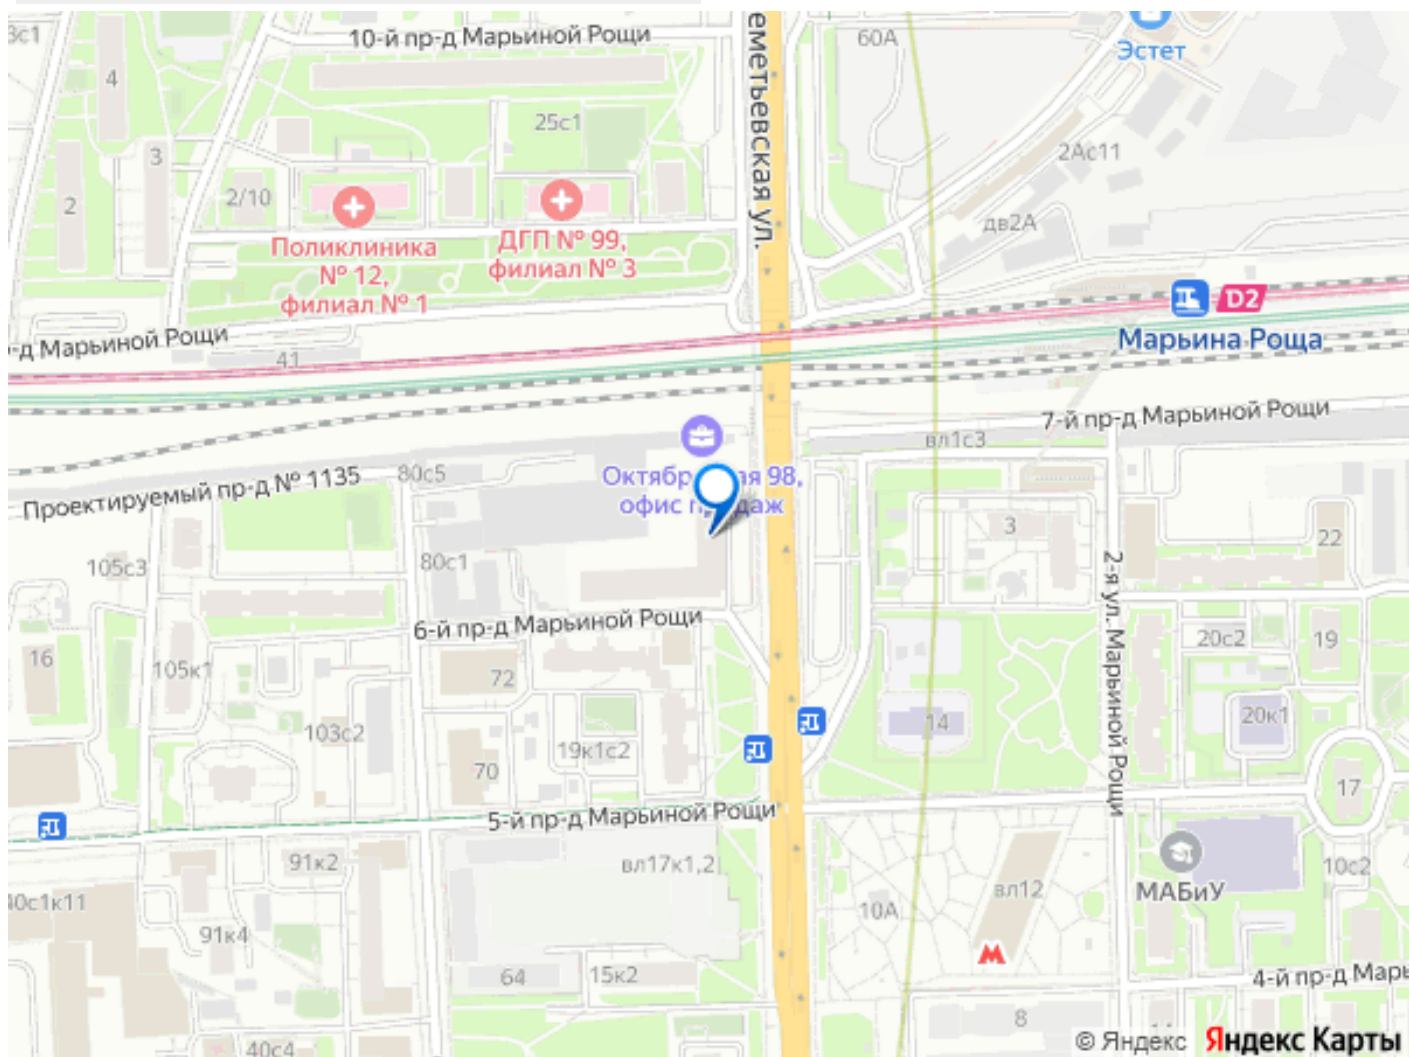 3с1
10-й пр-д Марьиной Рощи
еметьевская ул.
60А
Эстет
4
25с1
2Ас11
3
2
2/10
дв2А
Поликлиника
№ 12,
филиал № 1
ДГП № 99,
филиал № 3
D2
Марьина Роща
-д Марьиной Рощи
41
7-й пр-д Марьиной Рощи
вл1с3
80с5
Проектируемый пр-д № 1135
98,
офис
3
22
105с3
80с1
2-я ул. Марьиной Рощи
6-й пр-д Марьиной Рощи
20с2
19
16
105к1
72
20к1
14
103с2
19к1с2
70
17
5-й пр-д Марьиной Рощи
91к2
вл17к1,2
вл12
10с2
МАБиУ
40с1к11
10А
91к4
64
15к2
4-й пр-д Марь
8
40с4
© Яндекс
Яндекс Карты